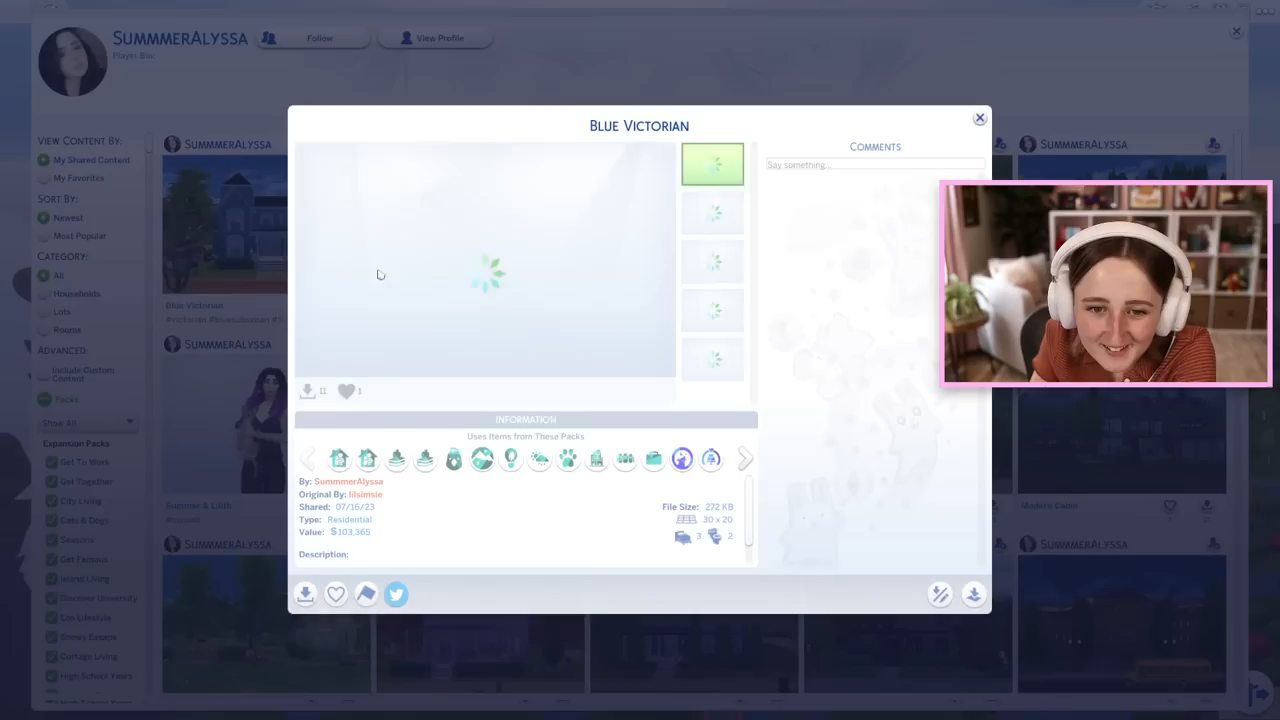 SUMMMERALYSSA
Follow
View Profile
Player Bio:
VIEW CONTENT BY:
My Shared Content
My Favorites
SORT BY:
Newest
Most Popular
CATEGORY:
All
Households
Lots
Rooms
ADVANCED:
Include Custom
Content
Packs
Show All
Expansion Packs
Get To Work
Get Together
City Living
Cats & Dogs
Seasons
Get Famous
Island Living
Discover University
Eco Lifestyle
Snowy Escape
Cottage Living
High School Years
SUMMMERALYSSA
Blue Victorian
SUMMMERALYSSA
SUMMMERALYSSA
SUMMMERALYSSA
SUMMMERALYSSA
BLUE VICTORIAN
11
1
INFORMATION
Uses Items from These Packs
By: SummmerAlyssa
Original By: lilsimsie
Shared: 07/16/23
Type: Residential
Value: §103,365
Description:
File Size: 272 KB
30 x 20
3 2
COMMENTS
Say something...